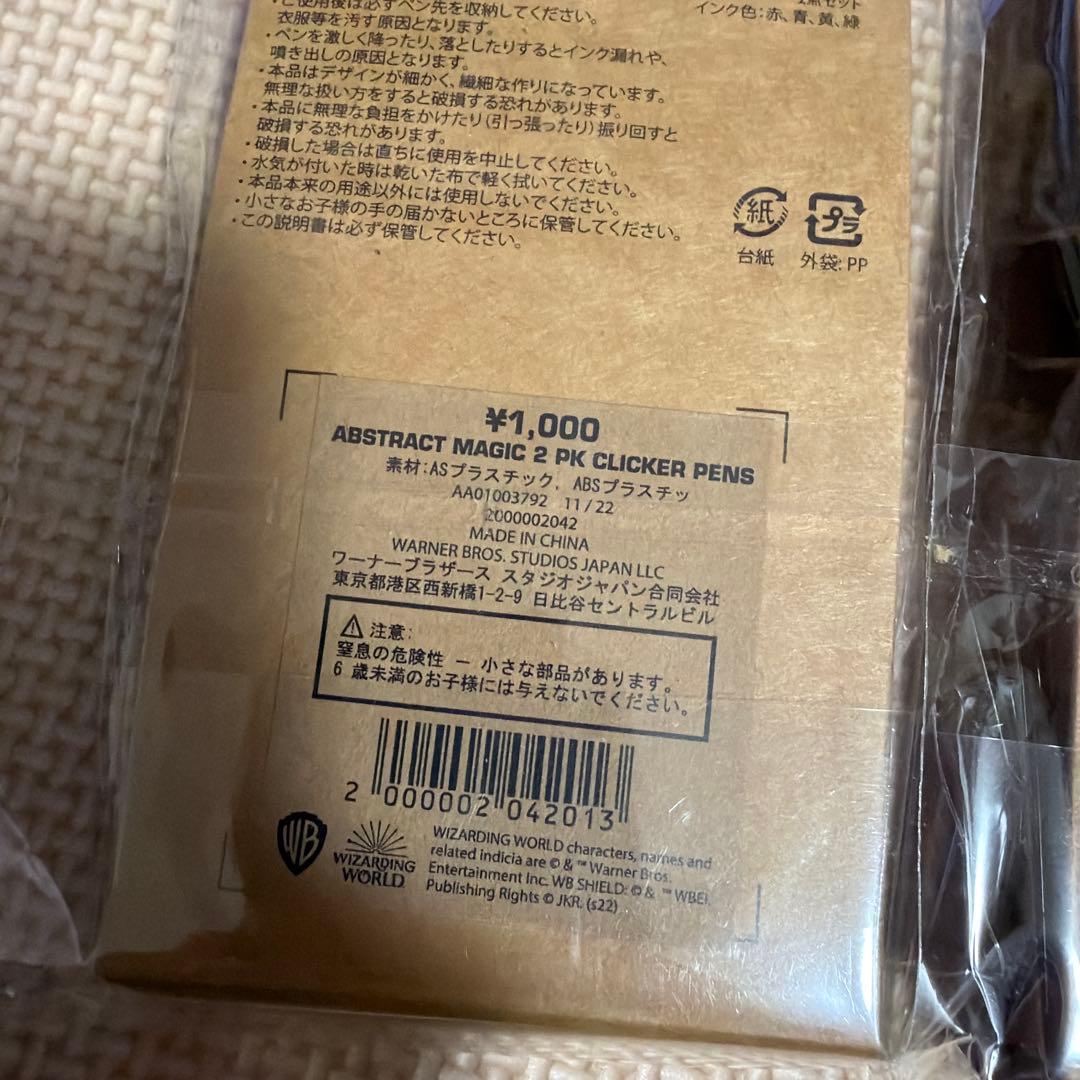 ・ご使用後は必ずペン先を収納してください。
衣服等を汚す原因となります。
・ペンを激しく降ったり、落としたりするとインク漏れや、
噴き出しの原因となります。
・本品はデザインが細かく、繊細な作りになっています。
無理な扱い方をすると破損する恐れがあります。
・本品に無理な負担をかけたり(引っ張ったり)振り回すと
破損する恐れがあります。
・破損した場合は直ちに使用を中止してください。
・水気が付いた時は乾いた布で軽く拭いてください。
・本品本来の用途以外には使用しないでください。
・小さなお子様の手の届かないところに保管してください。
・この説明書は必ず保管してください。
2点セット
インク色:赤、青、黄、緑
紙 プラ
台紙 外袋: PP
¥1,000
ABSTRACT MAGIC 2 PK CLICKER PENS
素材:ASプラスチック, ABSプラスチッ
AA01003792 11/22
2000002042
MADE IN CHINA
WARNER BROS. STUDIOS JAPAN LLC
ワーナーブラザース スタジオジャパン合同会社
東京都港区西新橋1-2-9 日比谷セントラルビル
⚠ 注意:
窒息の危険性 － 小さな部品があります。
6 歳未満のお子様には与えないでください。
2 000002 042013
WB
WIZARDING
WORLD
WIZARDING WORLD characters, names and
related indicia are © & ™ Warner Bros.
Entertainment Inc. WB SHIELD: © & ™ WBEI.
Publishing Rights © JKR. (s22)